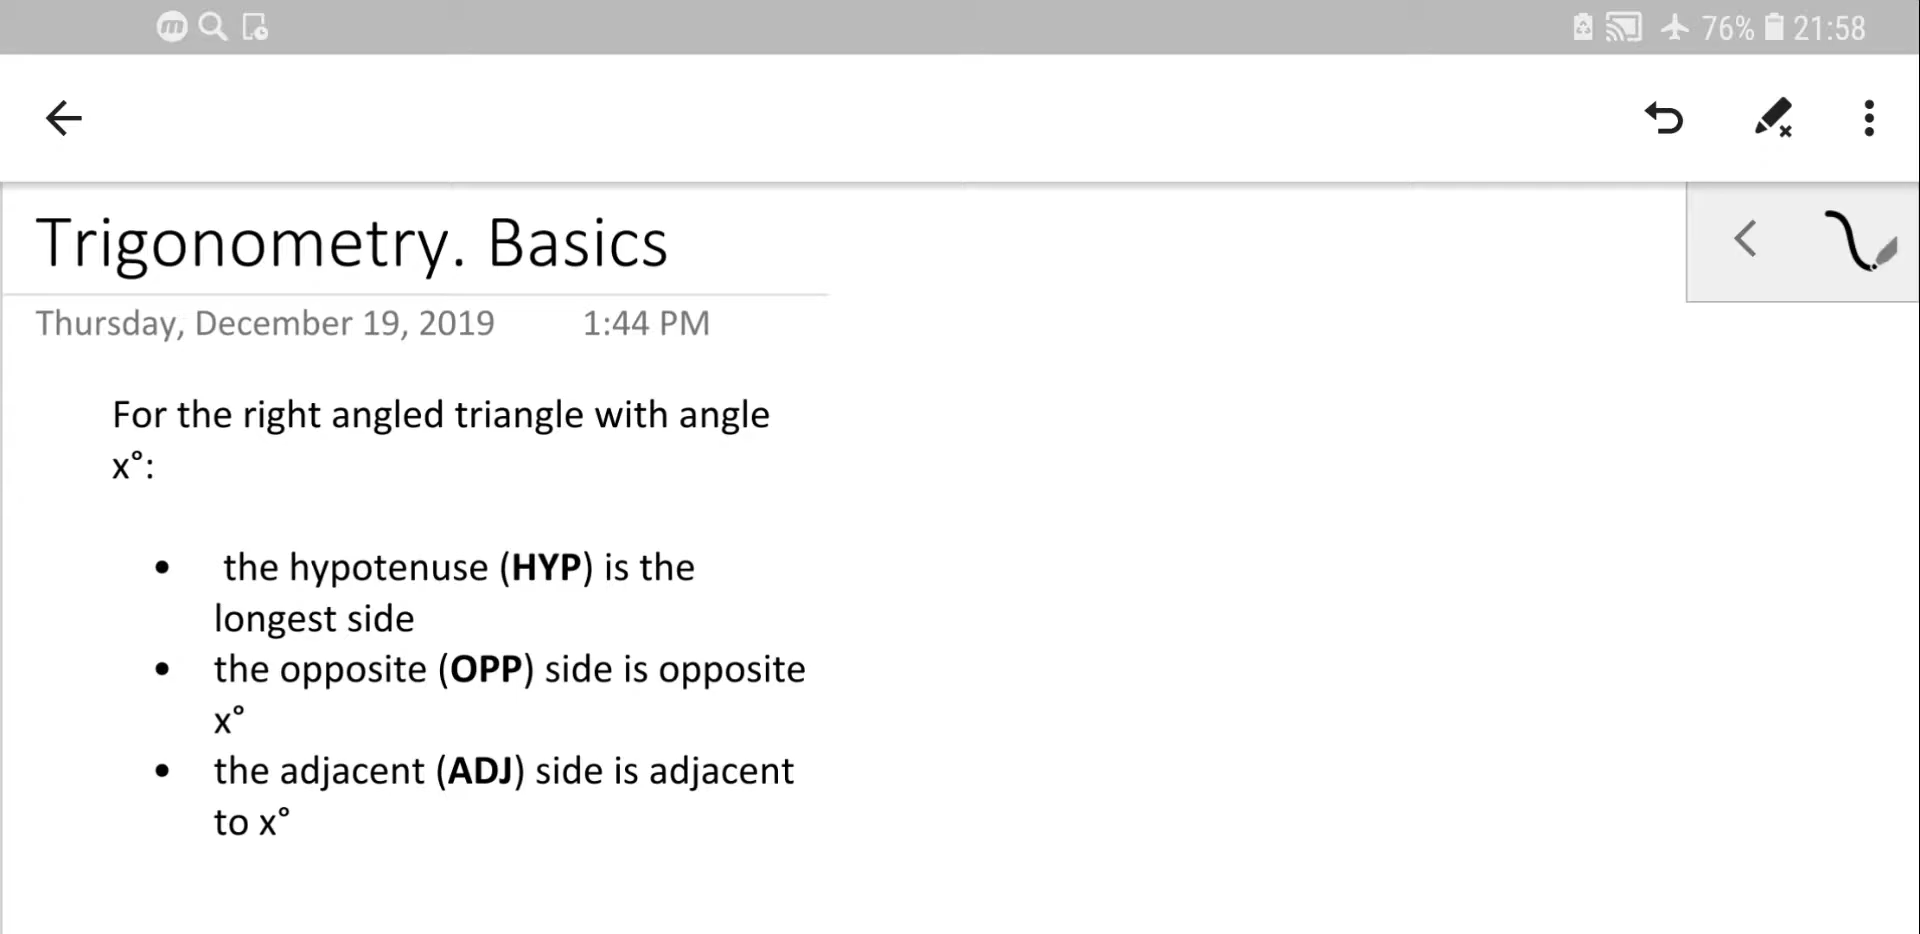 76% 21:58
Trigonometry. Basics
Thursday, December 19, 2019 1:44 PM
For the right angled triangle with angle
x°:
• the hypotenuse (HYP) is the
longest side
• the opposite (OPP) side is opposite
x°
• the adjacent (ADJ) side is adjacent
to x°